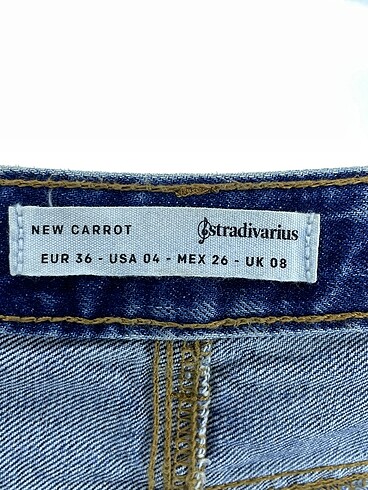 NEW CARROT stradivarius
EUR 36 - USA 04 - MEX 26 - UK 08